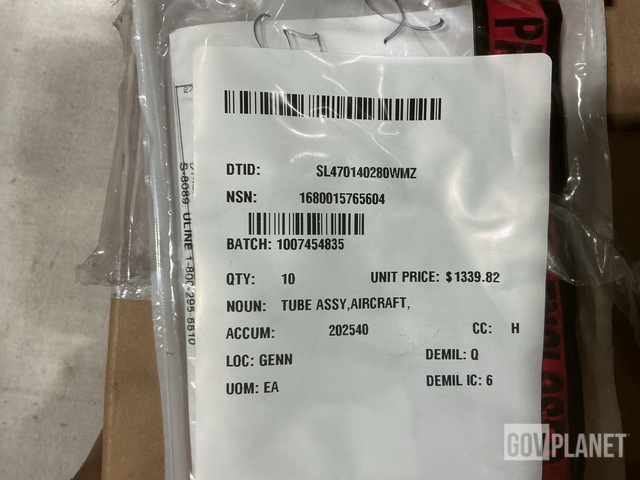 DTID: SL470140280WMZ
NSN: 1680015765604
BATCH: 1007454835
QTY: 10 UNIT PRICE: $1339.82
NOUN: TUBE ASSY,AIRCRAFT,
ACCUM: 202540 CC: H
LOC: GENN DEMIL: Q
UOM: EA DEMIL IC: 6
S-8089 ULINE 1-800-295-5510
GOVPLANET